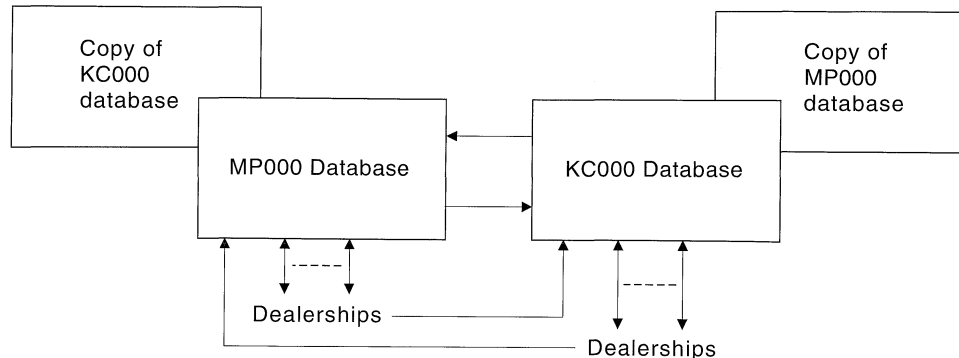 Copy of
KC000
database
Copy of
MP000
database
MP000 Database
KC000 Database
Dealerships
Dealerships